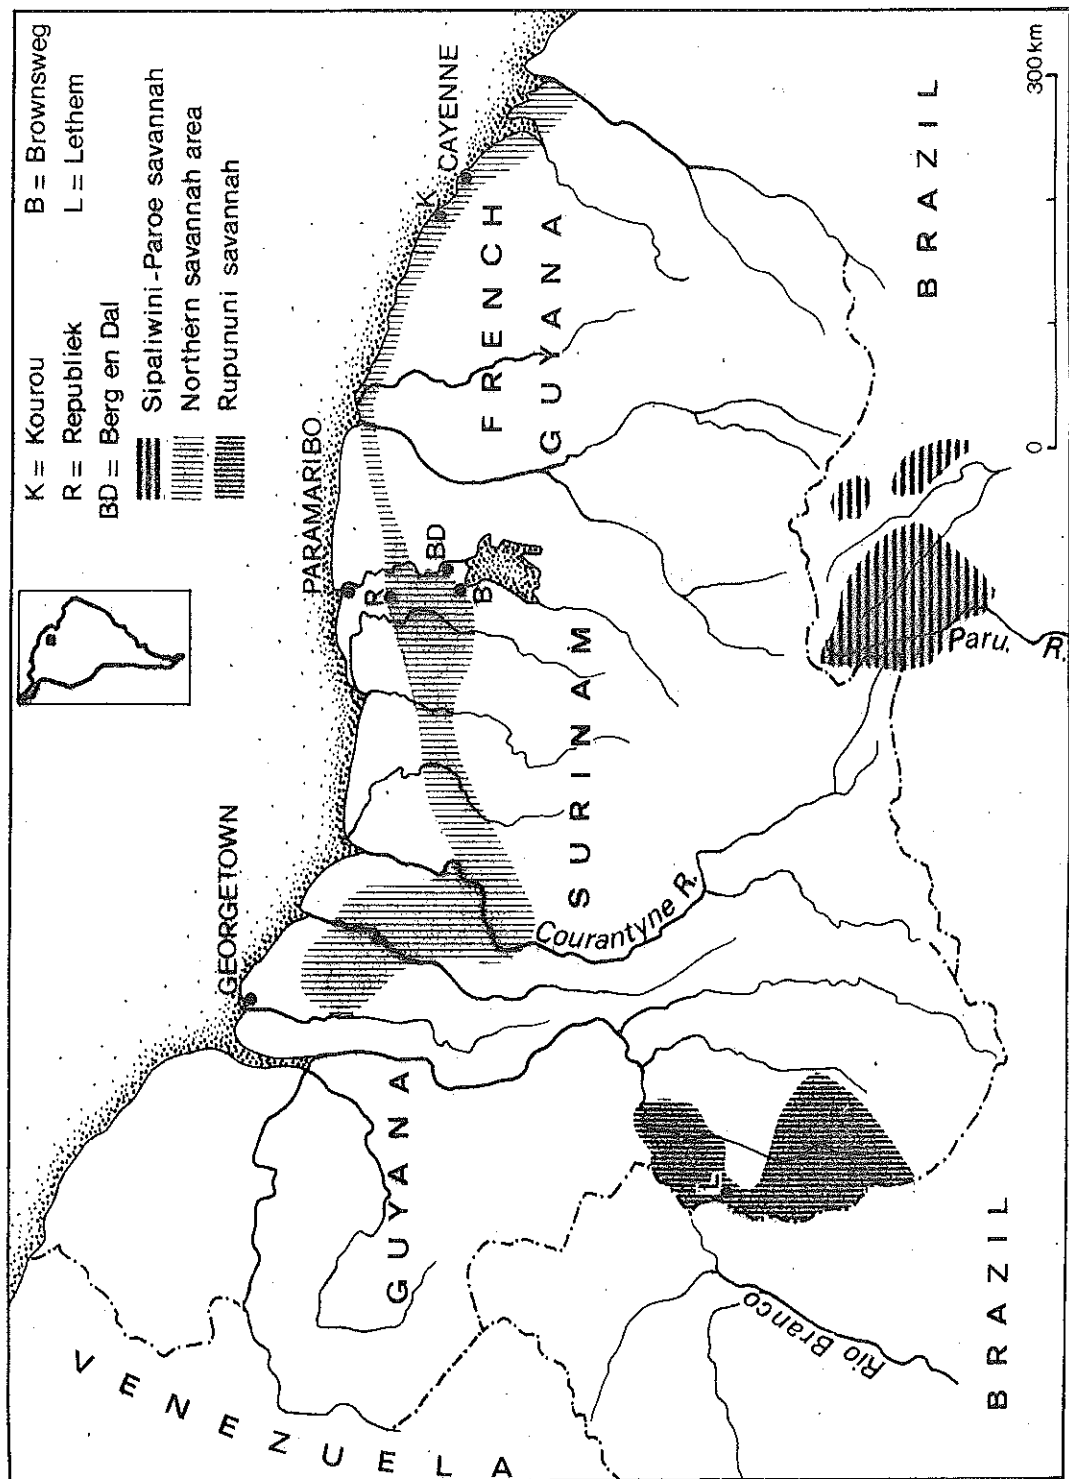 K = Kourou
B = Brownsweg
R = Republiek
L = Lethem
BD = Berg en Dal
Sipaliwini-Paroe savannah
Northern savannah area
Rupununi savannah
GEORGETOWN
PARAMARIBO
CAYENNE
K
R
BD
B
L
VENEZUELA
GUYANA
SURINAM
FRENCH
GUYANA
Courantyne R.
Paru. R.
Rio Branco
BRAZIL
BRAZIL
0 300 km